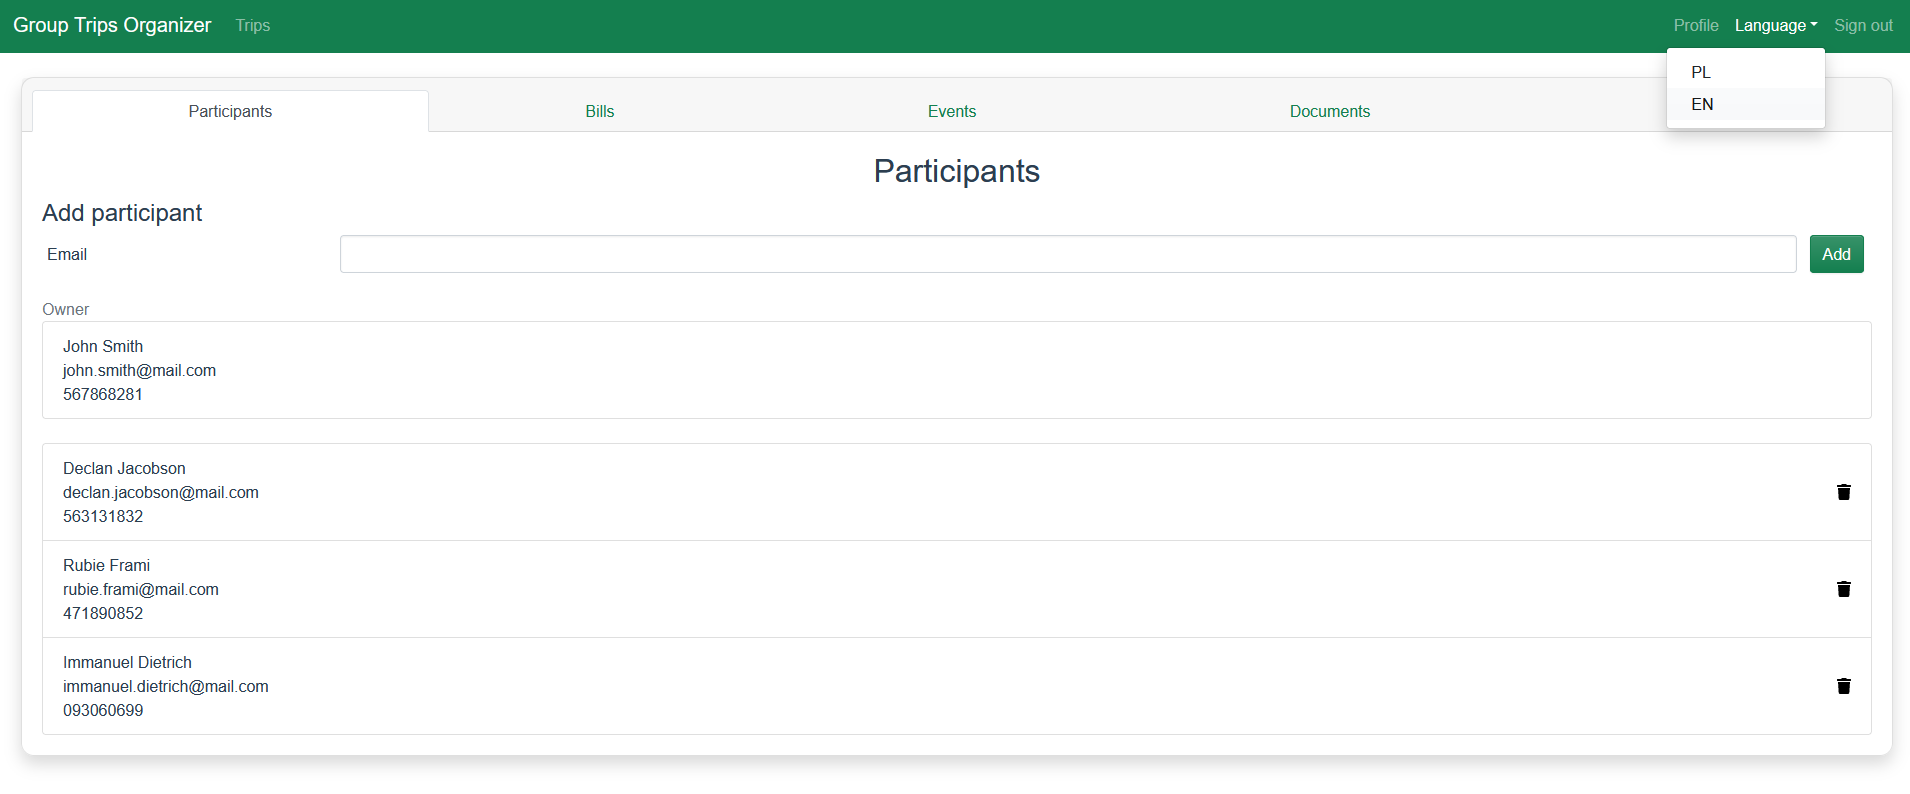 Group Trips Organizer Trips Profile Language Sign out
PL
EN
Participants Bills Events Documents
Participants
Add participant
Email Add
Owner
John Smith
john.smith@mail.com
567868281
Declan Jacobson
declan.jacobson@mail.com
563131832
Rubie Frami
rubie.frami@mail.com
471890852
Immanuel Dietrich
immanuel.dietrich@mail.com
093060699